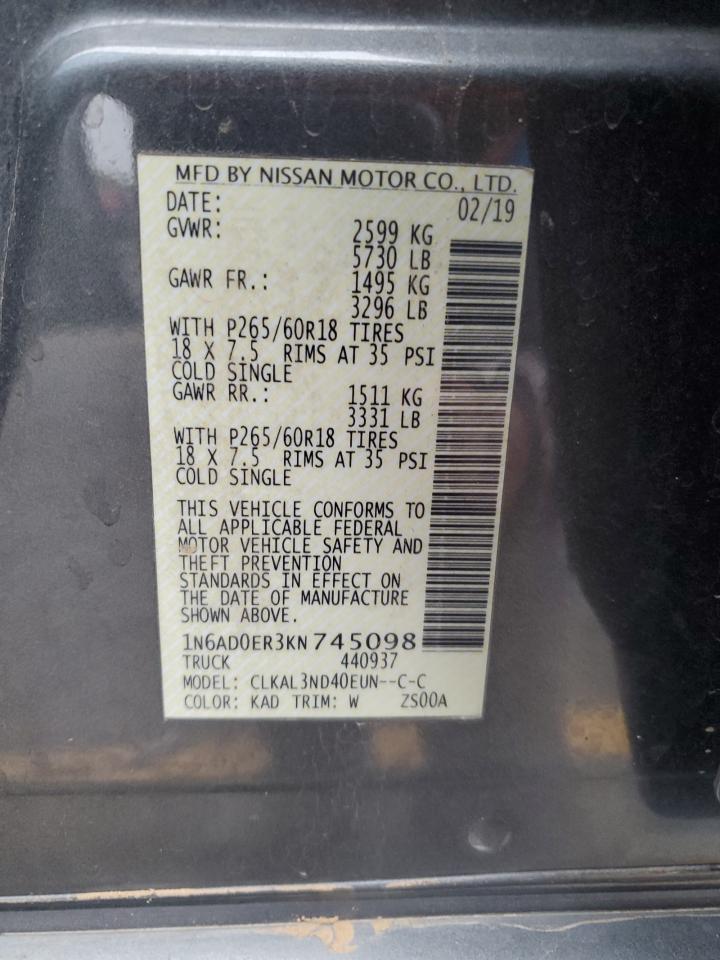 MFD BY NISSAN MOTOR CO., LTD.
DATE: 02/19
GVWR: 2599 KG
5730 LB
GAWR FR.: 1495 KG
3296 LB
WITH P265/60R18 TIRES
18 X 7.5 RIMS AT 35 PSI
COLD SINGLE
GAWR RR.: 1511 KG
3331 LB
WITH P265/60R18 TIRES
18 X 7.5 RIMS AT 35 PSI
COLD SINGLE
THIS VEHICLE CONFORMS TO
ALL APPLICABLE FEDERAL
MOTOR VEHICLE SAFETY AND
THEFT PREVENTION
STANDARDS IN EFFECT ON
THE DATE OF MANUFACTURE
SHOWN ABOVE.
1N6AD0ER3KN745098
TRUCK 440937
MODEL: CLKAL3ND40EUN--C-C
COLOR: KAD TRIM: W ZS00A